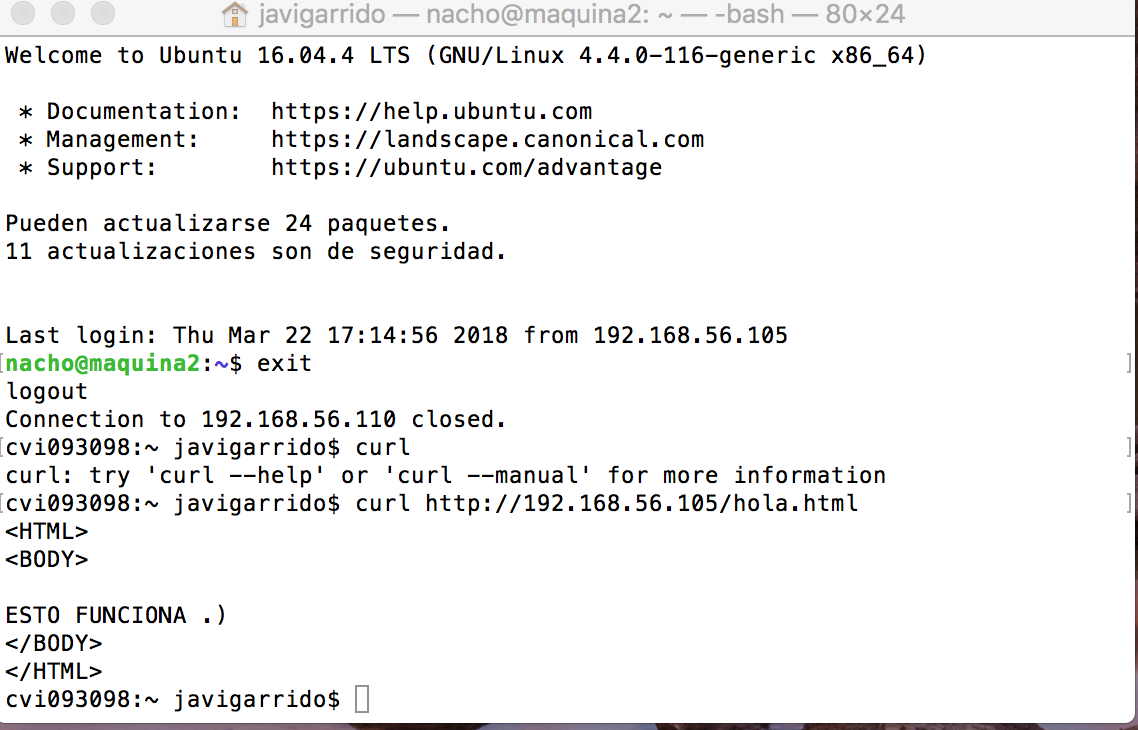 javigarrido — nacho@maquina2: ~ — -bash — 80×24
Welcome to Ubuntu 16.04.4 LTS (GNU/Linux 4.4.0-116-generic x86_64)
* Documentation:  https://help.ubuntu.com
* Management:     https://landscape.canonical.com
* Support:        https://ubuntu.com/advantage
Pueden actualizarse 24 paquetes.
11 actualizaciones son de seguridad.
Last login: Thu Mar 22 17:14:56 2018 from 192.168.56.105
[nacho@maquina2:~$ exit ]
logout
Connection to 192.168.56.110 closed.
[cvi093098:~ javigarrido$ curl ]
curl: try 'curl --help' or 'curl --manual' for more information
[cvi093098:~ javigarrido$ curl http://192.168.56.105/hola.html ]
<HTML>
<BODY>
ESTO FUNCIONA .)
</BODY>
</HTML>
cvi093098:~ javigarrido$